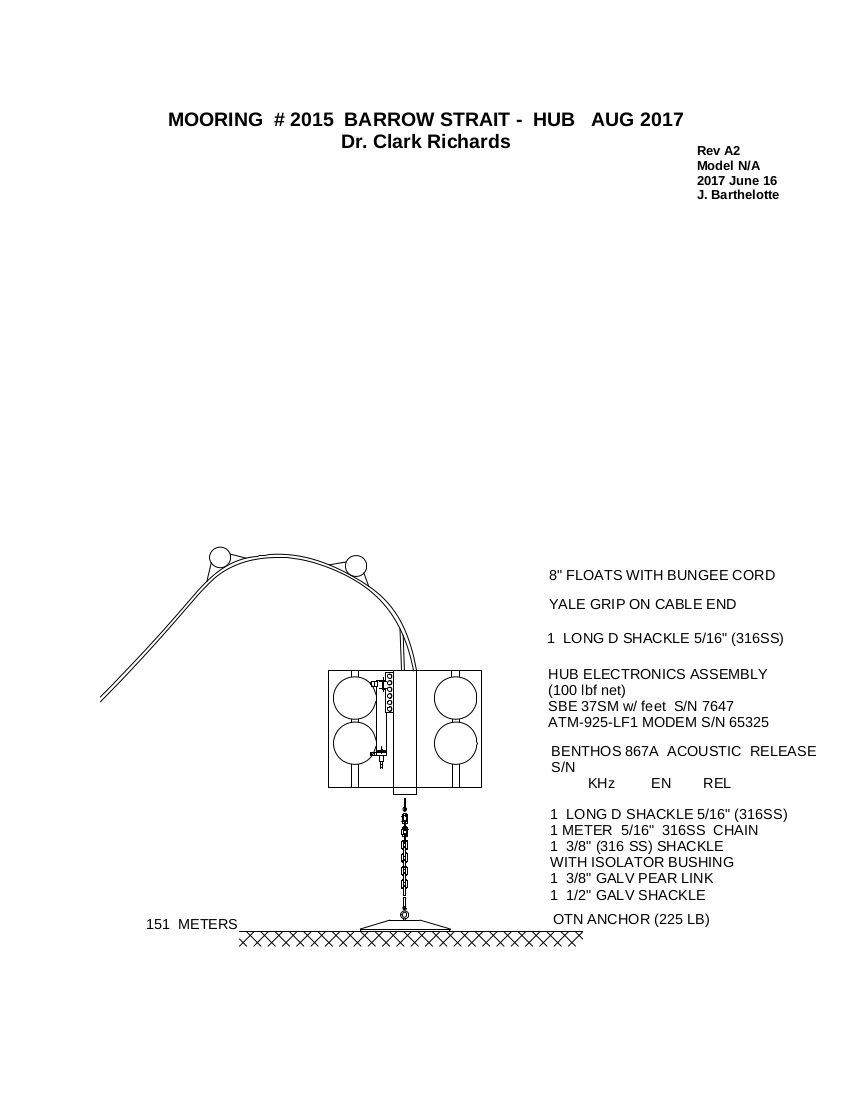 MOORING # 2015 BARROW STRAIT - HUB AUG 2017
Dr. Clark Richards
Rev A2
Model N/A
2017 June 16
J. Barthelotte
8" FLOATS WITH BUNGEE CORD
YALE GRIP ON CABLE END
1 LONG D SHACKLE 5/16" (316SS)
HUB ELECTRONICS ASSEMBLY
(100 lbf net)
SBE 37SM w/ feet S/N 7647
ATM-925-LF1 MODEM S/N 65325
BENTHOS 867A ACOUSTIC RELEASE
S/N
KHz EN REL
1 LONG D SHACKLE 5/16" (316SS)
1 METER 5/16" 316SS CHAIN
1 3/8" (316 SS) SHACKLE
WITH ISOLATOR BUSHING
1 3/8" GALV PEAR LINK
1 1/2" GALV SHACKLE
OTN ANCHOR (225 LB)
151 METERS